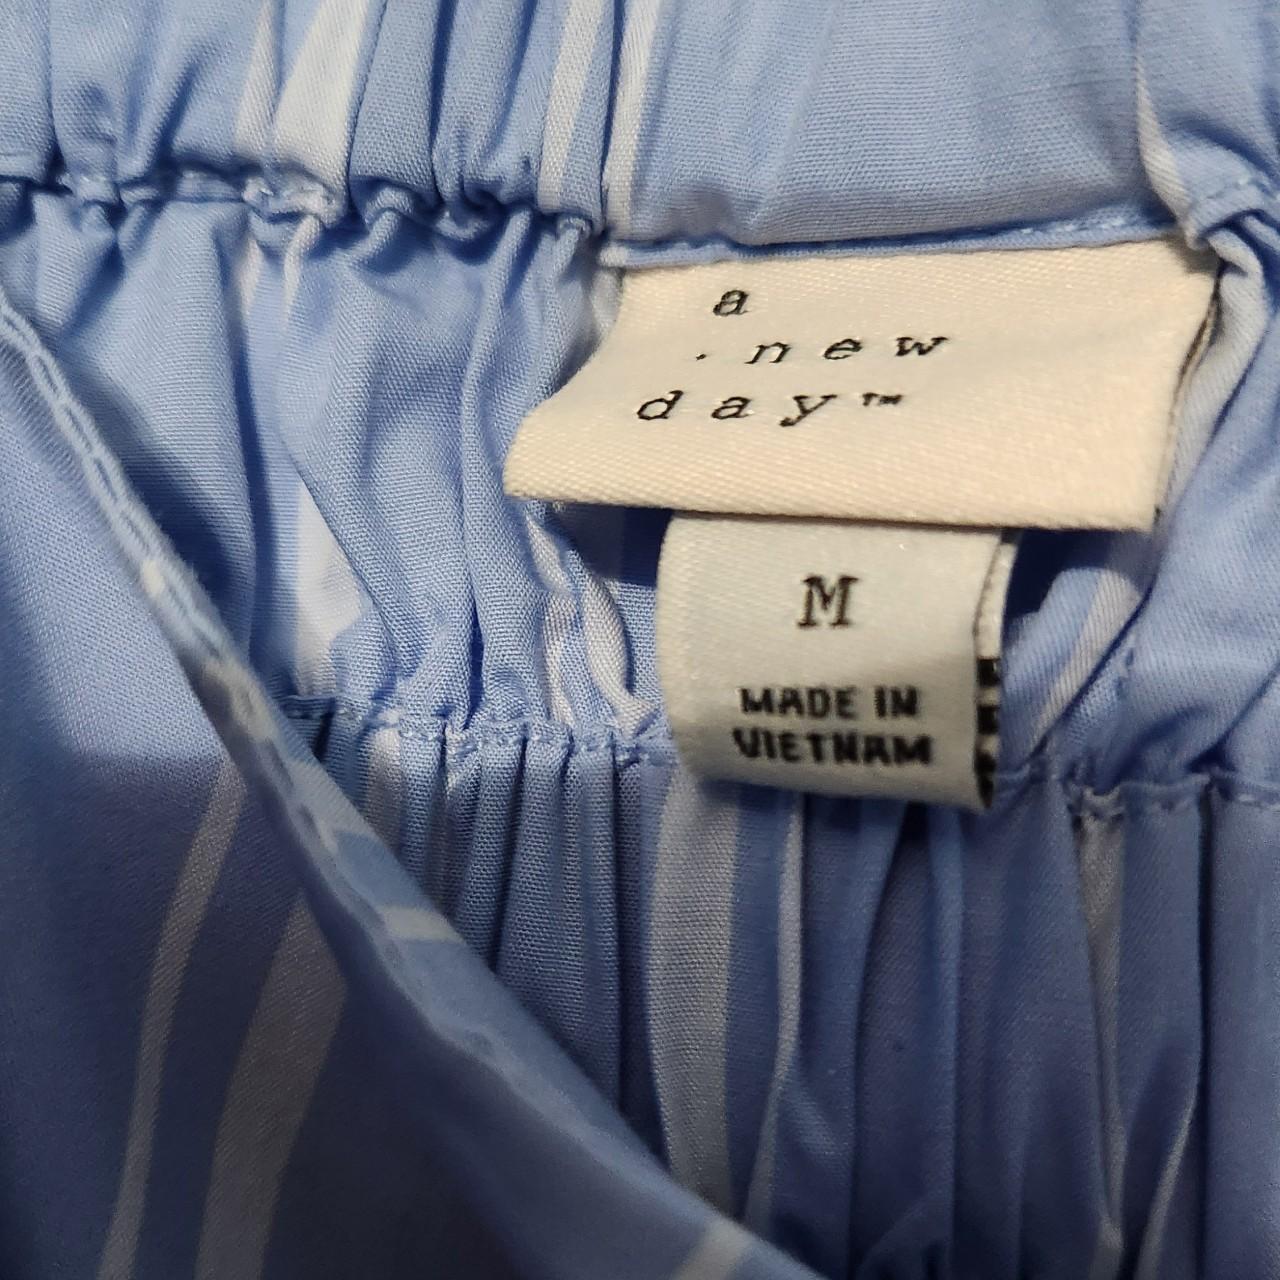 a
· new
day™
M
MADE IN
VIETNAM